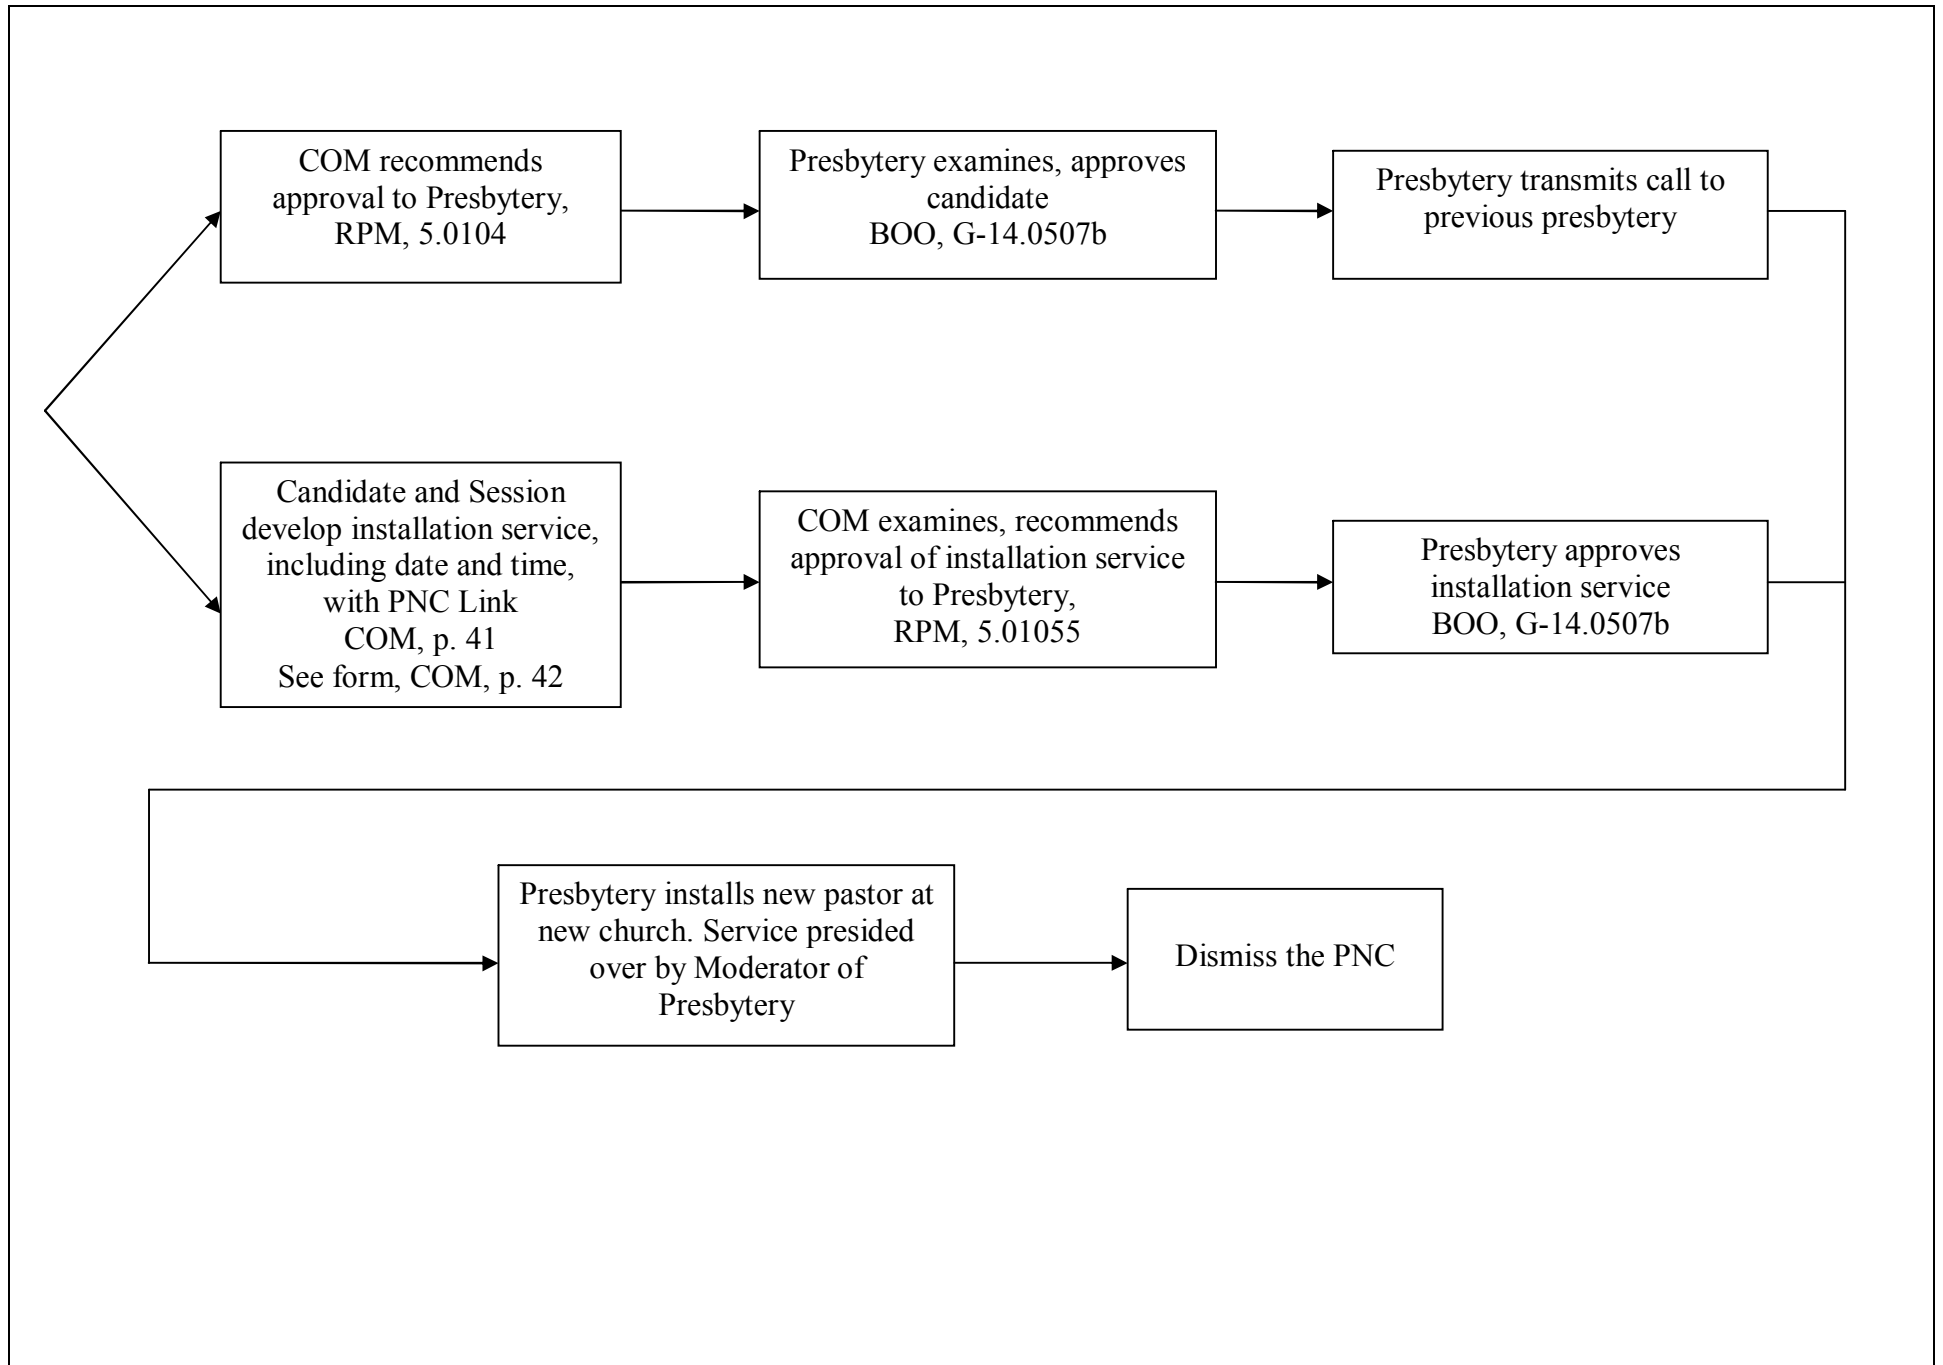 COM recommends
approval to Presbytery,
RPM, 5.0104
Presbytery examines, approves
candidate
BOO, G-14.0507b
Presbytery transmits call to
previous presbytery
Candidate and Session
develop installation service,
including date and time,
with PNC Link
COM, p. 41
See form, COM, p. 42
COM examines, recommends
approval of installation service
to Presbytery,
RPM, 5.01055
Presbytery approves
installation service
BOO, G-14.0507b
Presbytery installs new pastor at
new church. Service presided
over by Moderator of
Presbytery
Dismiss the PNC